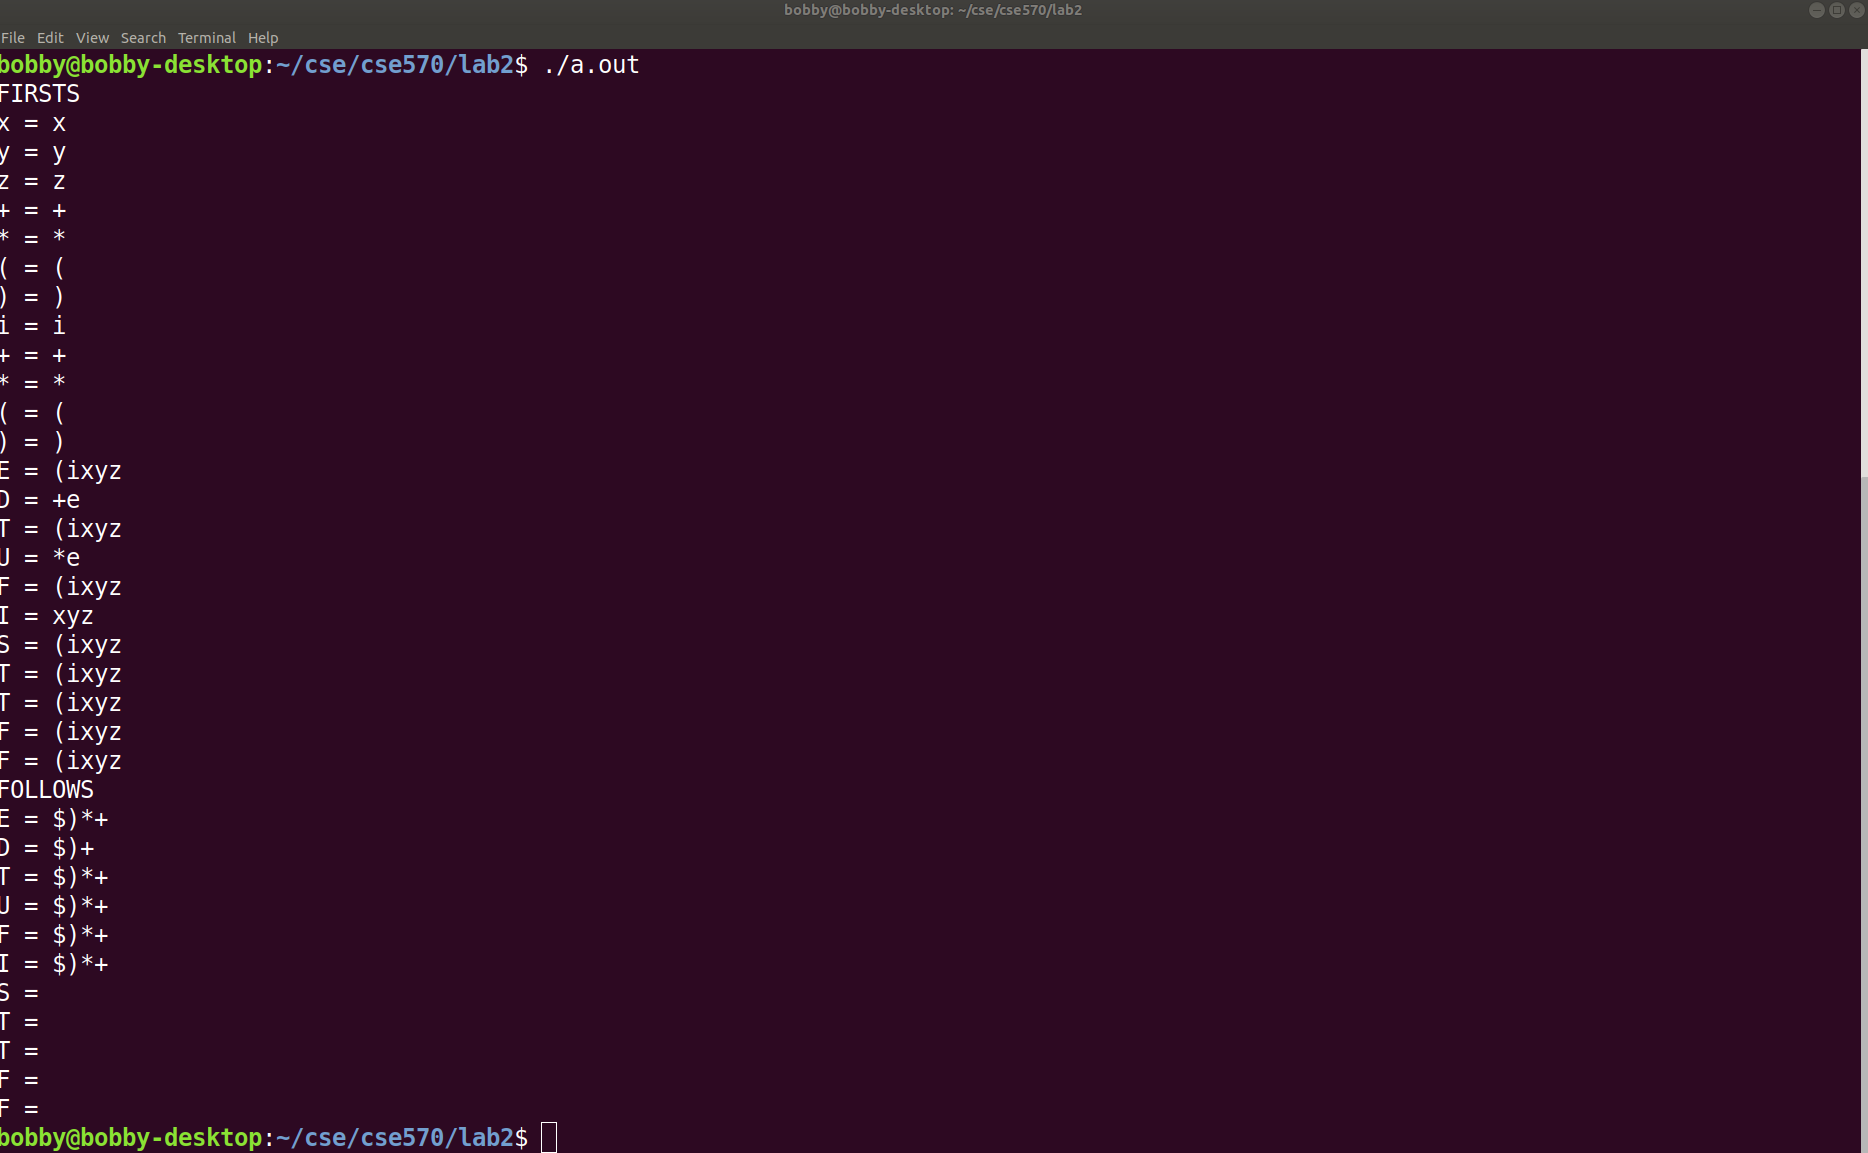 bobby@bobby-desktop: ~/cse/cse570/lab2
File Edit View Search Terminal Help
bobby@bobby-desktop:~/cse/cse570/lab2$ ./a.out
FIRSTS
x = x
y = y
z = z
+ = +
* = *
( = (
) = )
i = i
+ = +
* = *
( = (
) = )
E = (ixyz
D = +e
T = (ixyz
U = *e
F = (ixyz
I = xyz
S = (ixyz
T = (ixyz
T = (ixyz
F = (ixyz
F = (ixyz
FOLLOWS
E = $)*+
D = $)+
T = $)*+
U = $)*+
F = $)*+
I = $)*+
S =
T =
T =
F =
F =
bobby@bobby-desktop:~/cse/cse570/lab2$